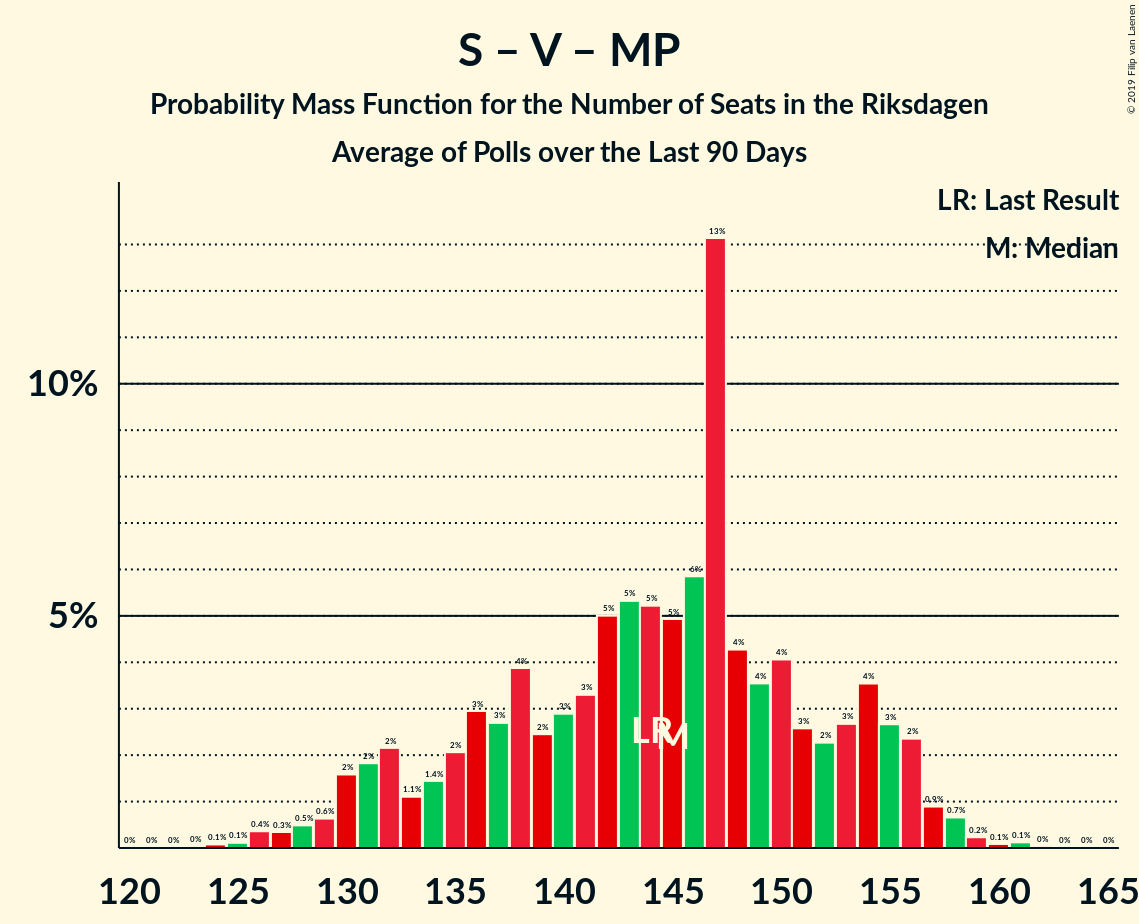 S – V – MP
Probability Mass Function for the Number of Seats in the Riksdagen
Average of Polls over the Last 90 Days
© 2019 Filip van Laenen
LR: Last Result
M: Median
10%
5%
0% 0% 0% 0% 0.1% 0.1% 0.4% 0.3% 0.5% 0.6% 2% 2% 2% 1.1% 1.4% 2% 3% 3% 4% 2% 3% 3% 5% 5% 5% 5% 6% 13% 4% 4% 4% 3% 2% 3% 4% 3% 2% 0.9% 0.7% 0.2% 0.1% 0.1% 0% 0% 0% 0%
LR M
120 125 130 135 140 145 150 155 160 165